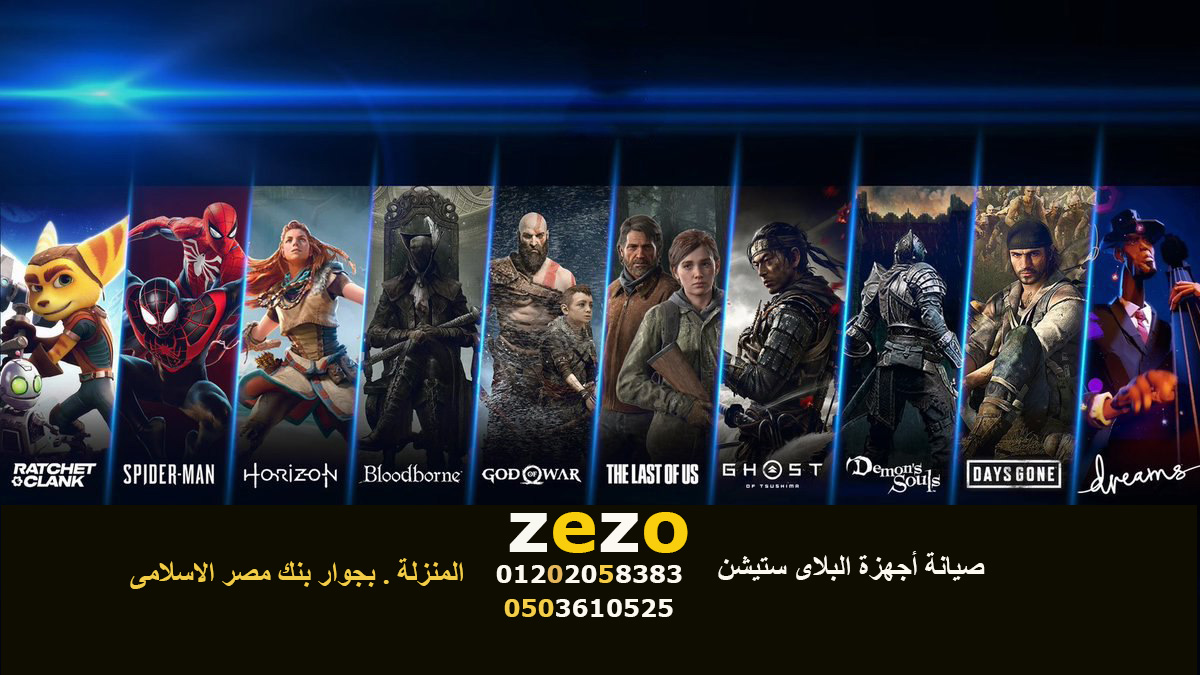 RATCHET & CLANK
SPIDER-MAN
HORIZON
Bloodborne
GOD OF WAR
THE LAST OF US
GHOST OF TSUSHIMA
Demon's Souls
DAYS GONE
dreams
zezo
صيانة أجهزة البلاى ستيشن
01202058383
المنزلة . بجوار بنك مصر الاسلامى
0503610525